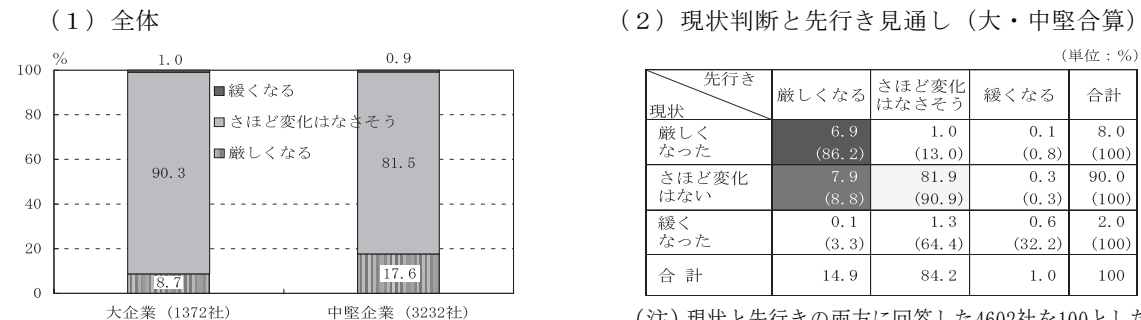 （1）全体
%
1.0
0.9
100
80
60
40
20
0
緩くなる
さほど変化はなさそう
厳しくなる
90.3
81.5
8.7
17.6
大企業（1372社）
中堅企業（3232社）
（2）現状判断と先行き見通し（大・中堅合算）
（単位：%）
先行き
現状
厳しくなる
さほど変化
はなさそう
緩くなる
合計
厳しく
なった
6.9 1.0 0.1 8.0
(86.2) (13.0) (0.8) (100)
さほど変化
はない
7.9 81.9 0.3 90.0
(8.8) (90.9) (0.3) (100)
緩く
なった
0.1 1.3 0.6 2.0
(3.3) (64.4) (32.2) (100)
合 計 14.9 84.2 1.0 100
（注）現状と先行きの両方に回答した4602社を100とした